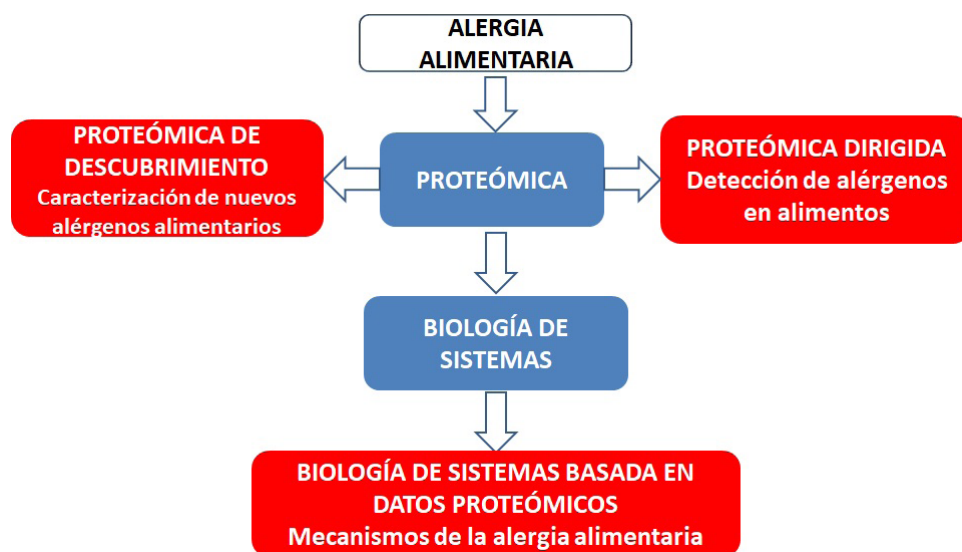 ALERGIA
ALIMENTARIA
PROTEÓMICA DE
DESCUBRIMIENTO
Caracterización de nuevos
alérgenos alimentarios
PROTEÓMICA
PROTEÓMICA DIRIGIDA
Detección de alérgenos
en alimentos
BIOLOGÍA DE
SISTEMAS
BIOLOGÍA DE SISTEMAS BASADA EN
DATOS PROTEÓMICOS
Mecanismos de la alergia alimentaria